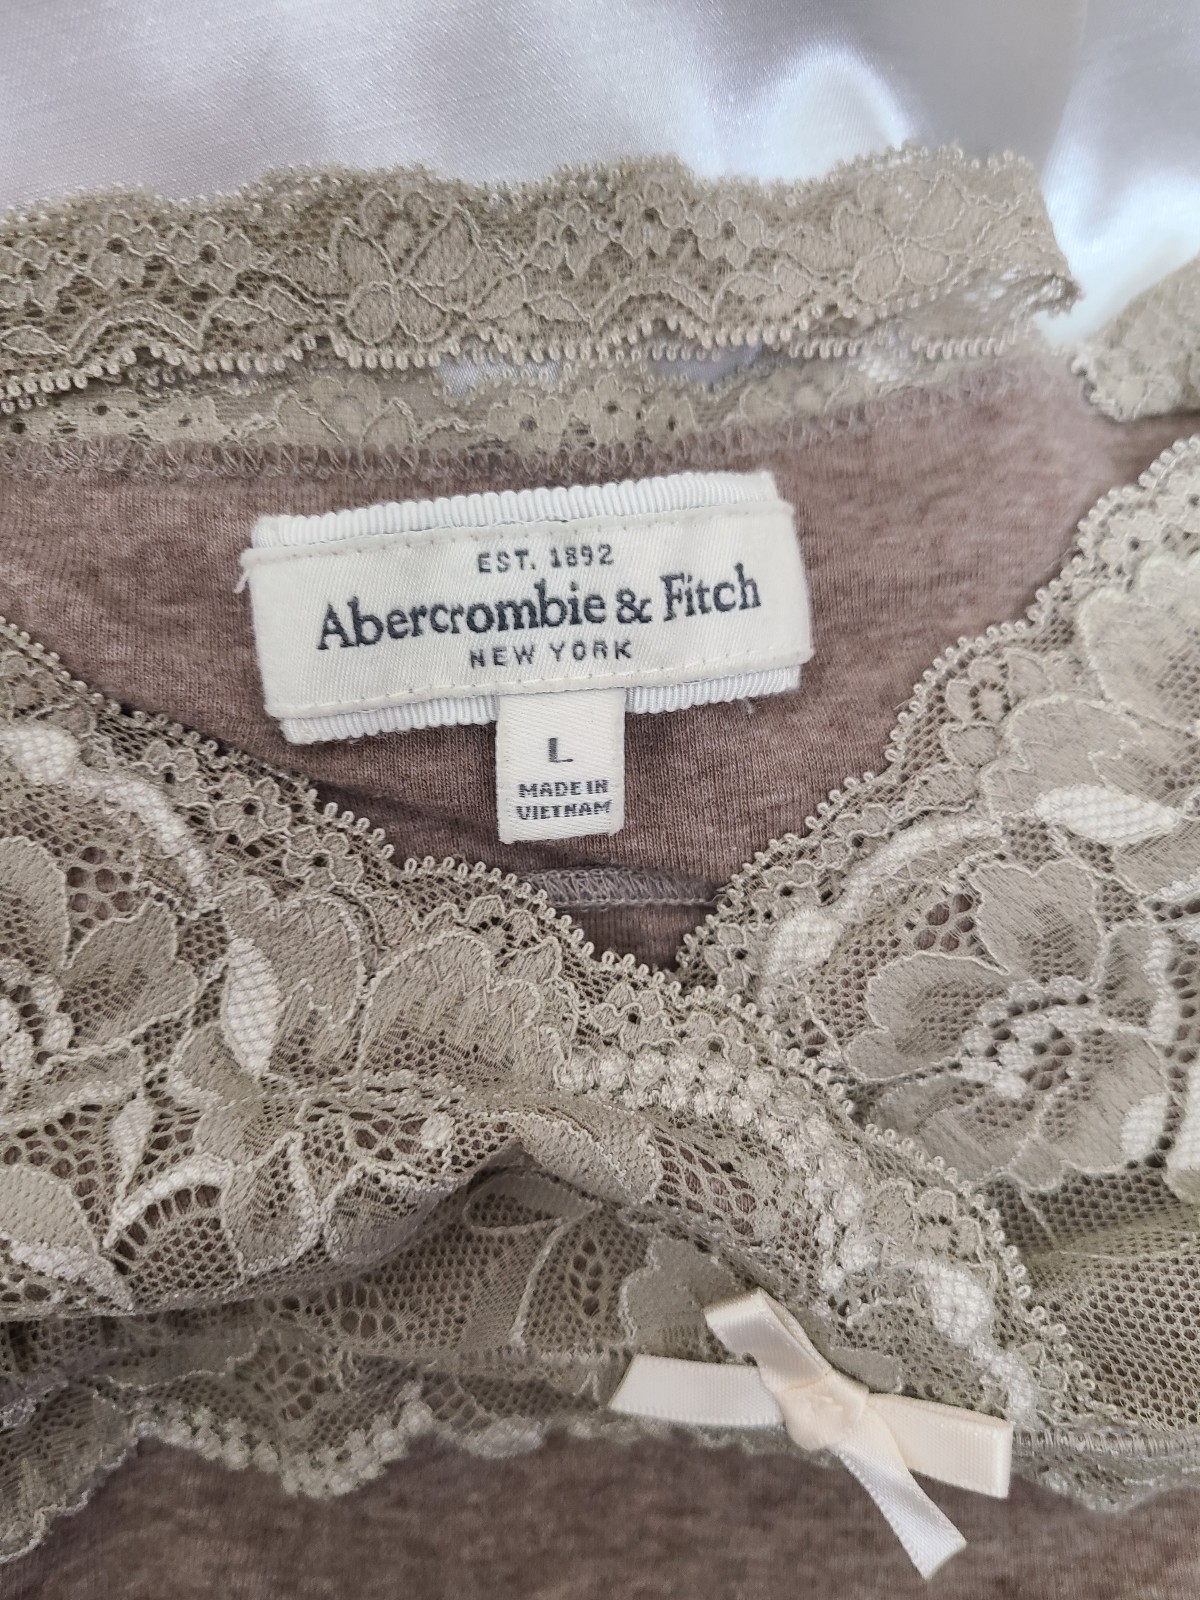 EST. 1892
Abercrombie & Fitch
NEW YORK
L
MADE IN
VIETNAM